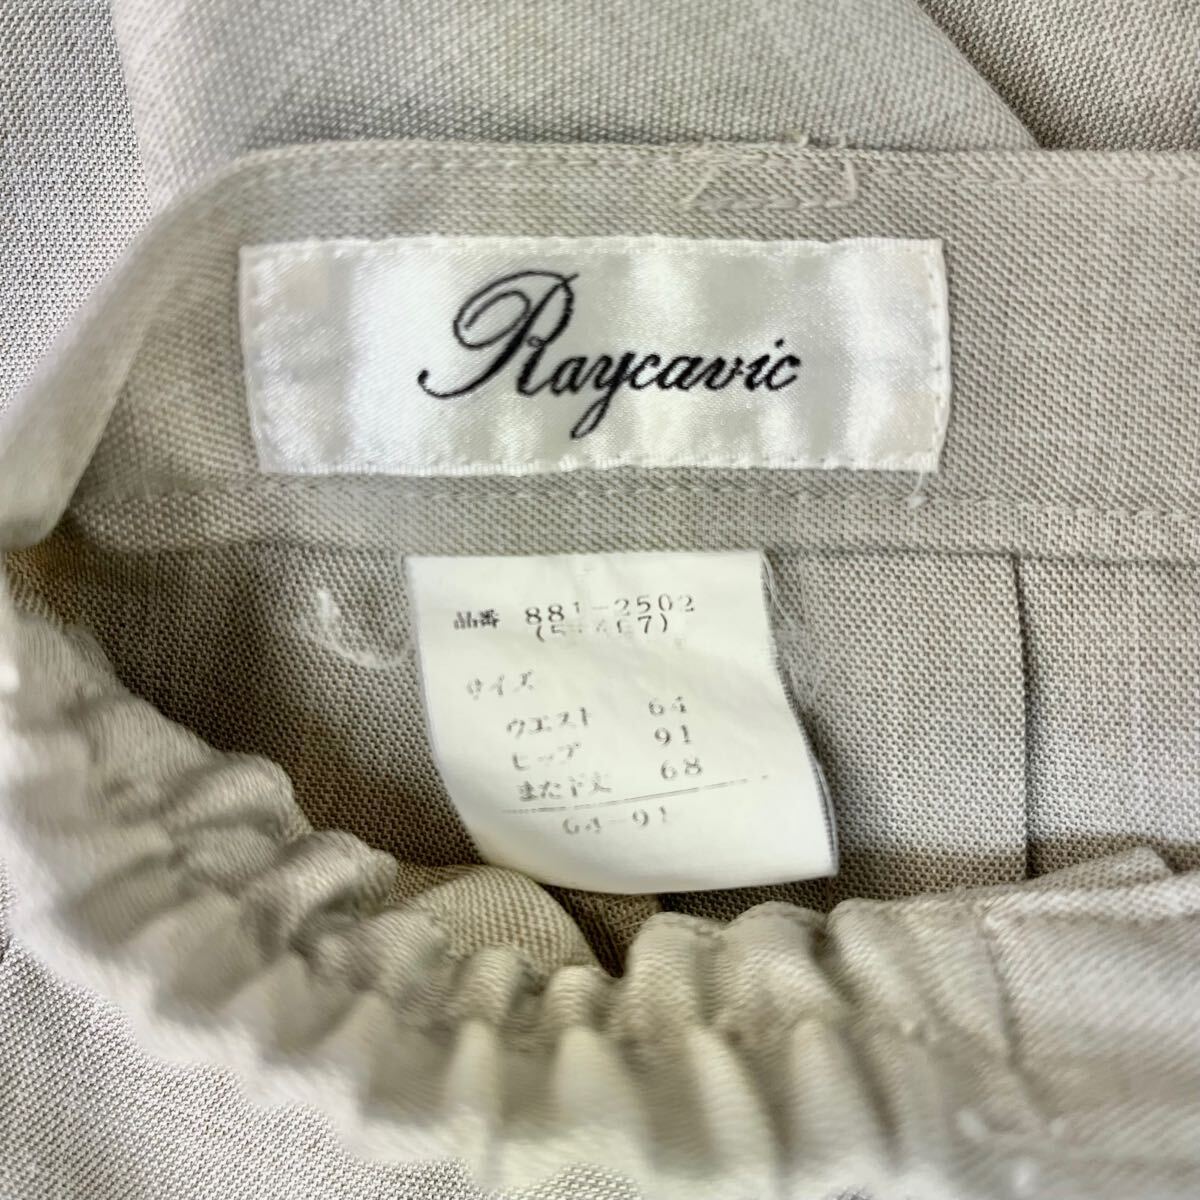 Raycavic
品番 881-2502
サイズ
ウエスト 64
ヒップ 91
また下丈 68
64-91